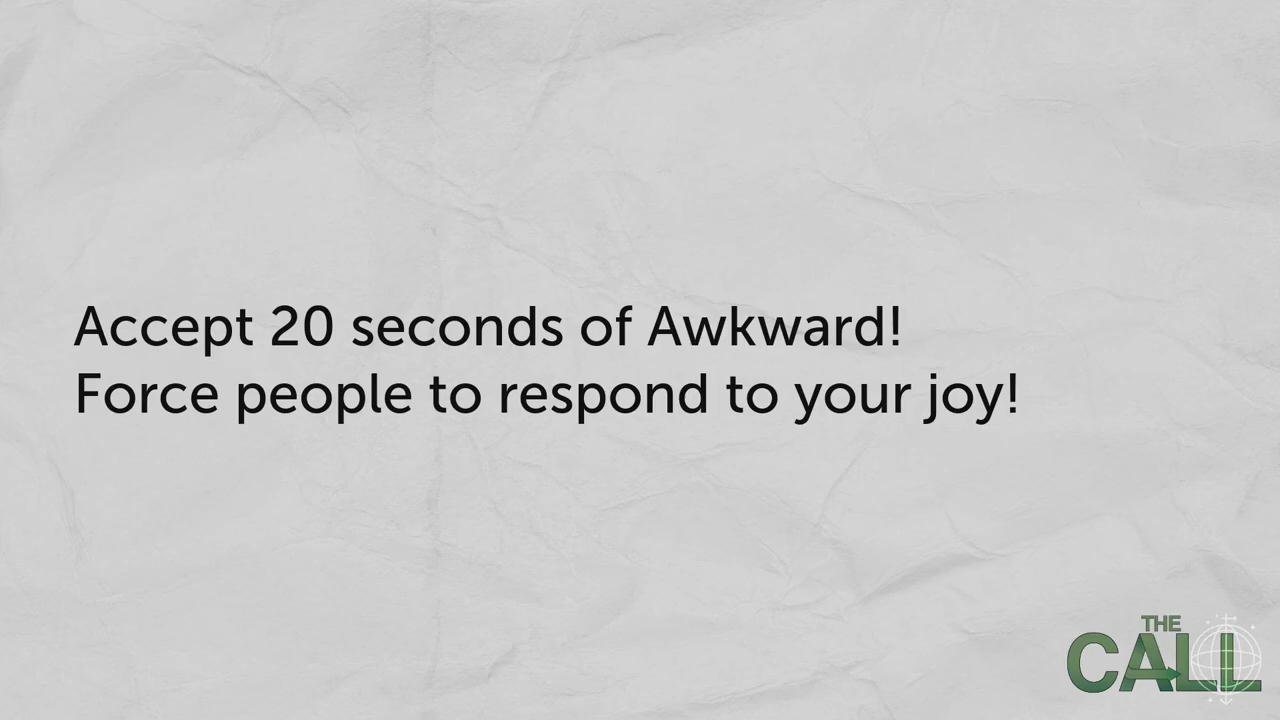 Accept 20 seconds of Awkward!
Force people to respond to your joy!
THE
CALL